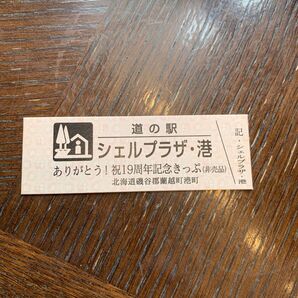 道の駅
シェルプラザ・港
ありがとう！祝19周年記念きっぷ(非売品)
北海道磯谷郡蘭越町港町
記・シェルプラザ・港